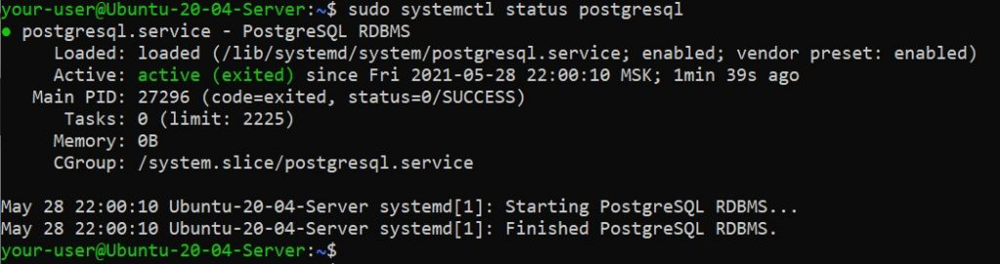 your-user@Ubuntu-20-04-Server:~$ sudo systemctl status postgresql
● postgresql.service - PostgreSQL RDBMS
Loaded: loaded (/lib/systemd/system/postgresql.service; enabled; vendor preset: enabled)
Active: active (exited) since Fri 2021-05-28 22:00:10 MSK; 1min 39s ago
Main PID: 27296 (code=exited, status=0/SUCCESS)
Tasks: 0 (limit: 2225)
Memory: 0B
CGroup: /system.slice/postgresql.service
May 28 22:00:10 Ubuntu-20-04-Server systemd[1]: Starting PostgreSQL RDBMS...
May 28 22:00:10 Ubuntu-20-04-Server systemd[1]: Finished PostgreSQL RDBMS.
your-user@Ubuntu-20-04-Server:~$